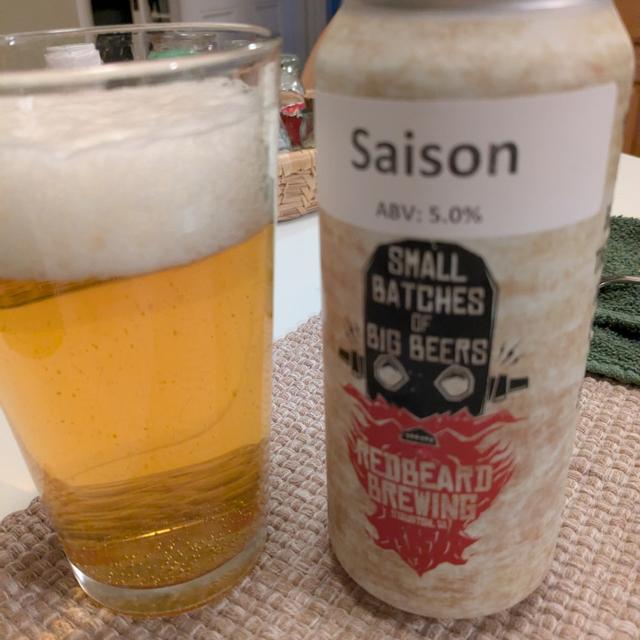 Saison
ABV: 5.0%
SMALL
BATCHES
OF
BIG BEERS
REDBEARD
BREWING